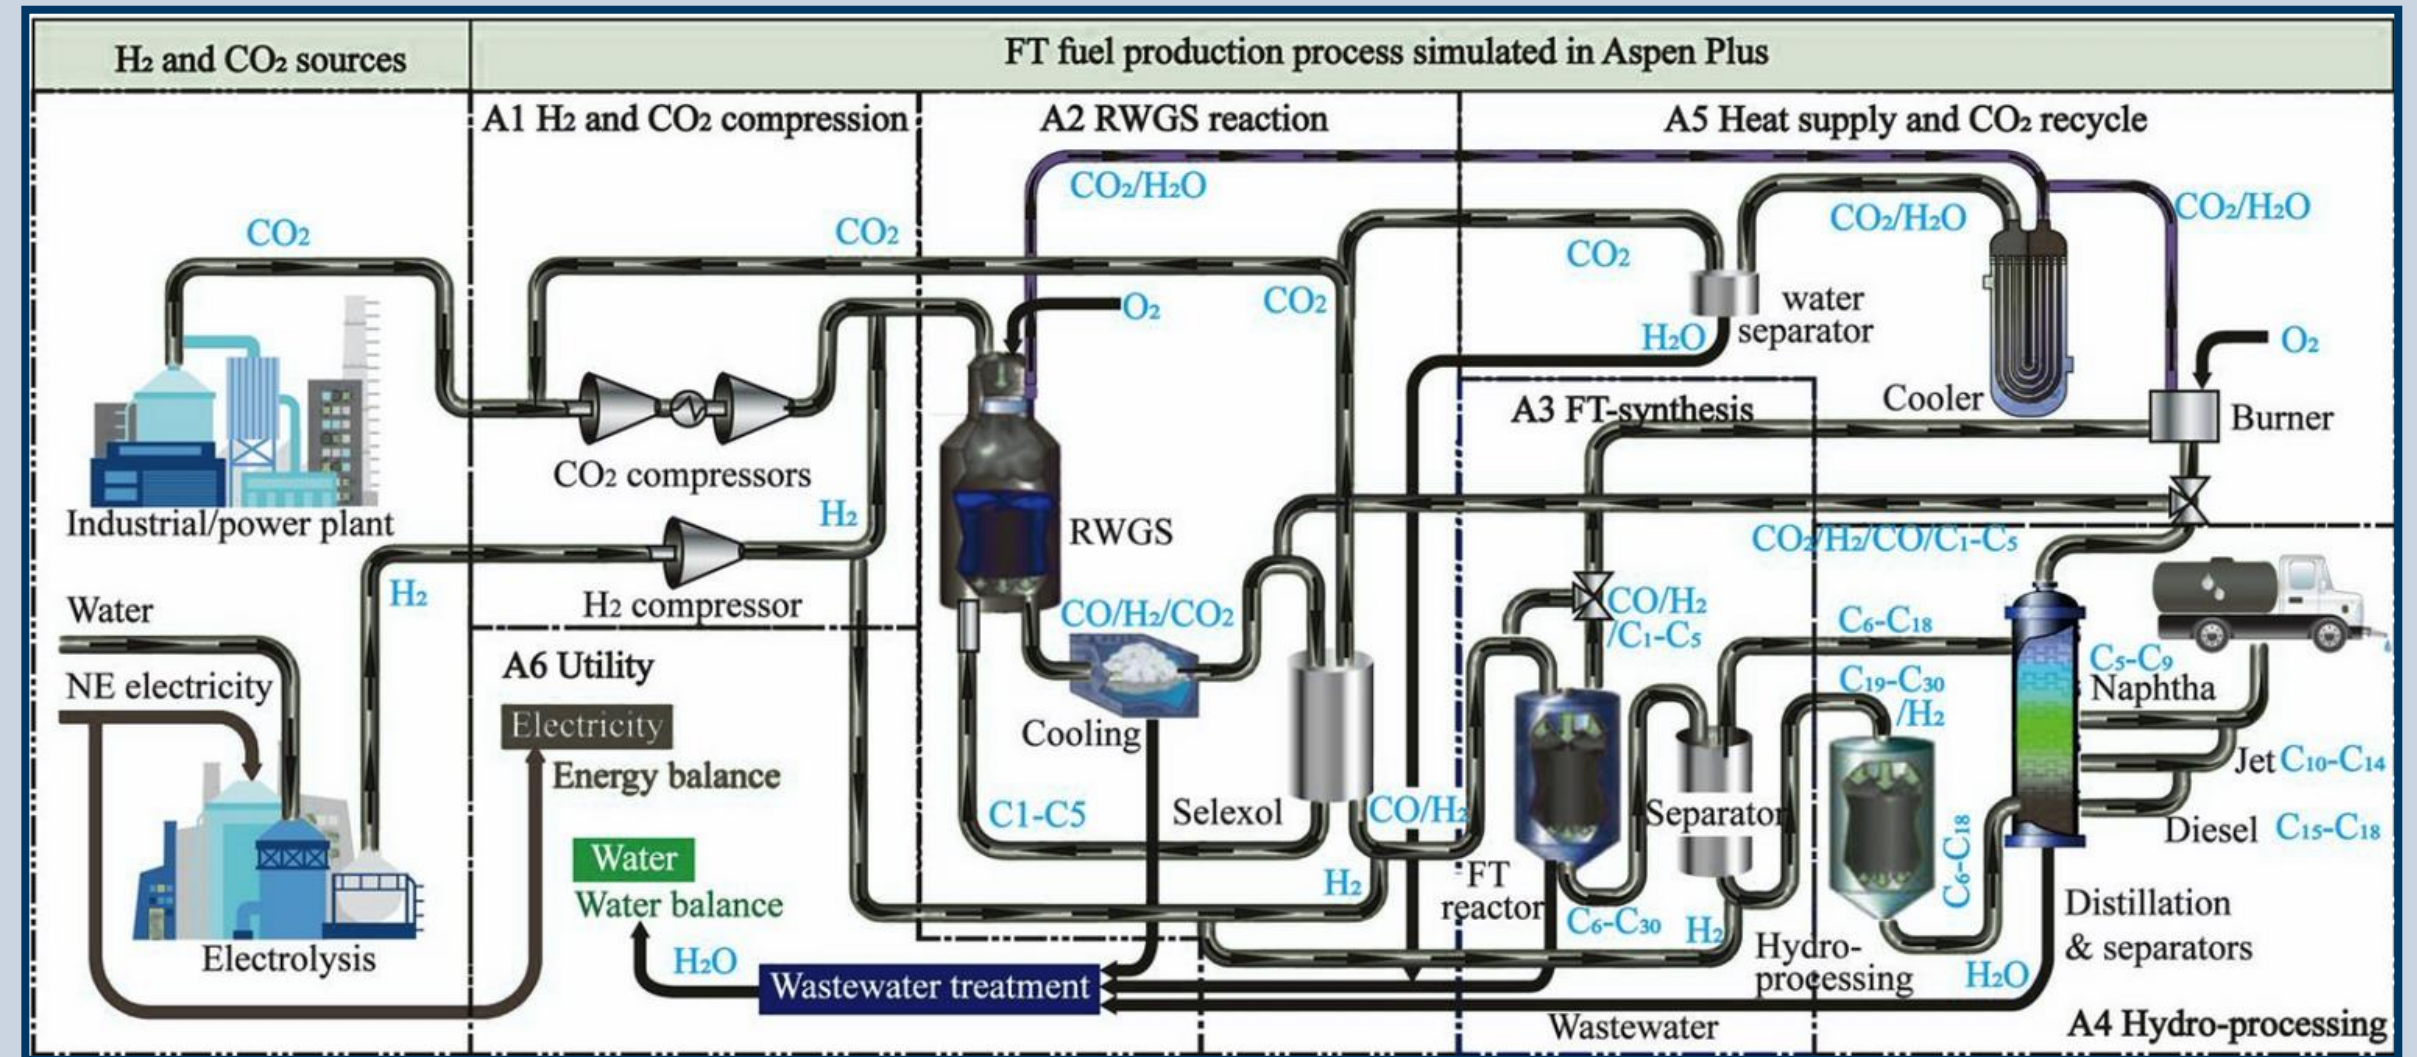 H₂ and CO₂ sources
FT fuel production process simulated in Aspen Plus
A1 H₂ and CO₂ compression
A2 RWGS reaction
A5 Heat supply and CO₂ recycle
CO₂/H₂O
CO₂/H₂O
CO₂/H₂O
CO₂
CO₂
CO₂
CO₂
O₂
water
separator
H₂O
O₂
Cooler
Burner
A3 FT-synthesis
CO₂ compressors
Industrial/power plant
H₂
RWGS
CO₂/H₂/CO/C₁-C₅
H₂
H₂ compressor
Water
CO/H₂/CO₂
CO/H₂
/C₁-C₅
C₆-C₁₈
A6 Utility
NE electricity
C₅-C₉
Naphtha
C₁₉-C₃₀
/H₂
Electricity
Energy balance
Cooling
Jet C₁₀-C₁₄
C1-C5
Selexol
CO/H₂
Separator
Diesel C₁₅-C₁₈
Water
Water balance
H₂
FT
reactor
C₆-C₃₀
H₂
C₆-C₁₈
Distillation
& separators
Hydro-
processing
H₂O
Electrolysis
H₂O
Wastewater treatment
Wastewater
A4 Hydro-processing